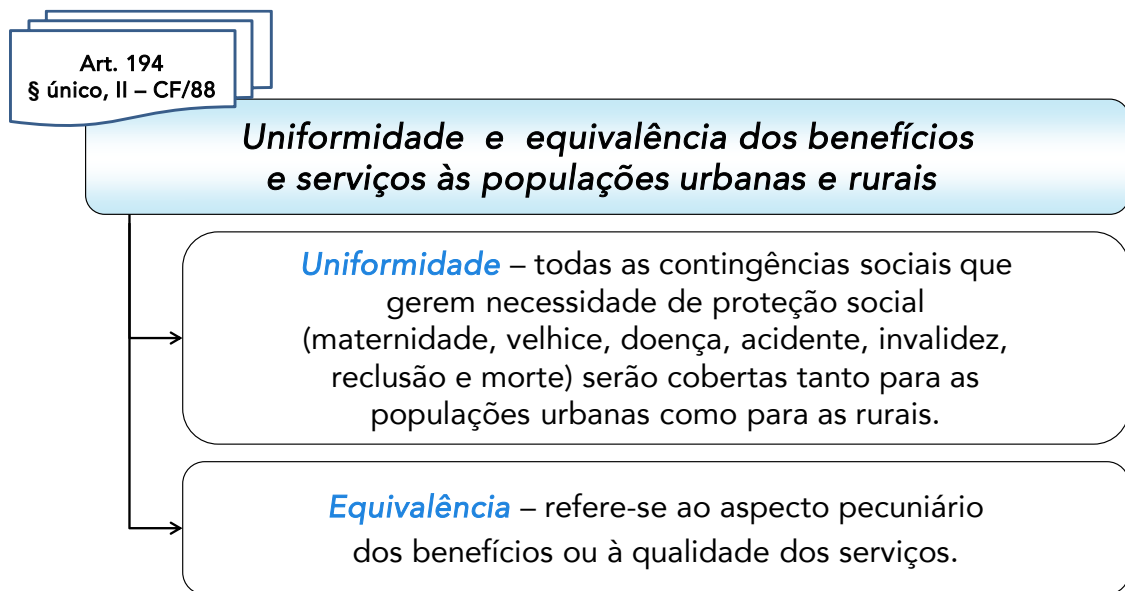 Art. 194
§ único, II – CF/88
Uniformidade e equivalência dos benefícios
e serviços às populações urbanas e rurais
Uniformidade – todas as contingências sociais que
gerem necessidade de proteção social
(maternidade, velhice, doença, acidente, invalidez,
reclusão e morte) serão cobertas tanto para as
populações urbanas como para as rurais.
Equivalência – refere-se ao aspecto pecuniário
dos benefícios ou à qualidade dos serviços.